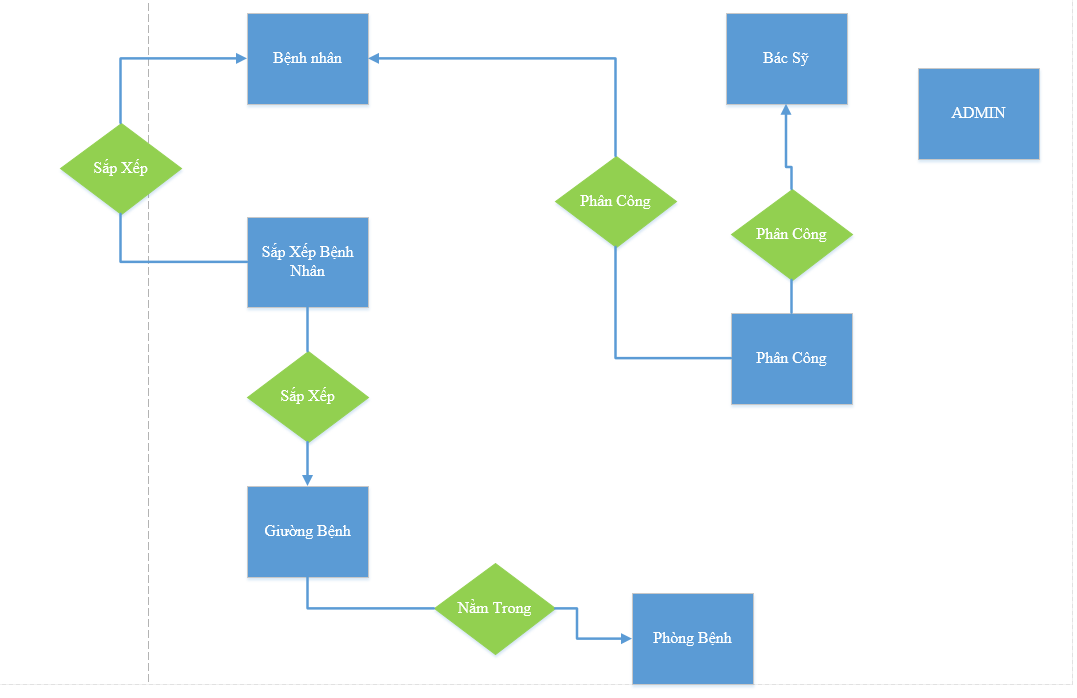 Bệnh nhân
Bác Sỹ
ADMIN
Sắp Xếp
Phân Công
Phân Công
Sắp Xếp Bệnh
Nhân
Phân Công
Sắp Xếp
Giường Bệnh
Nằm Trong
Phòng Bệnh